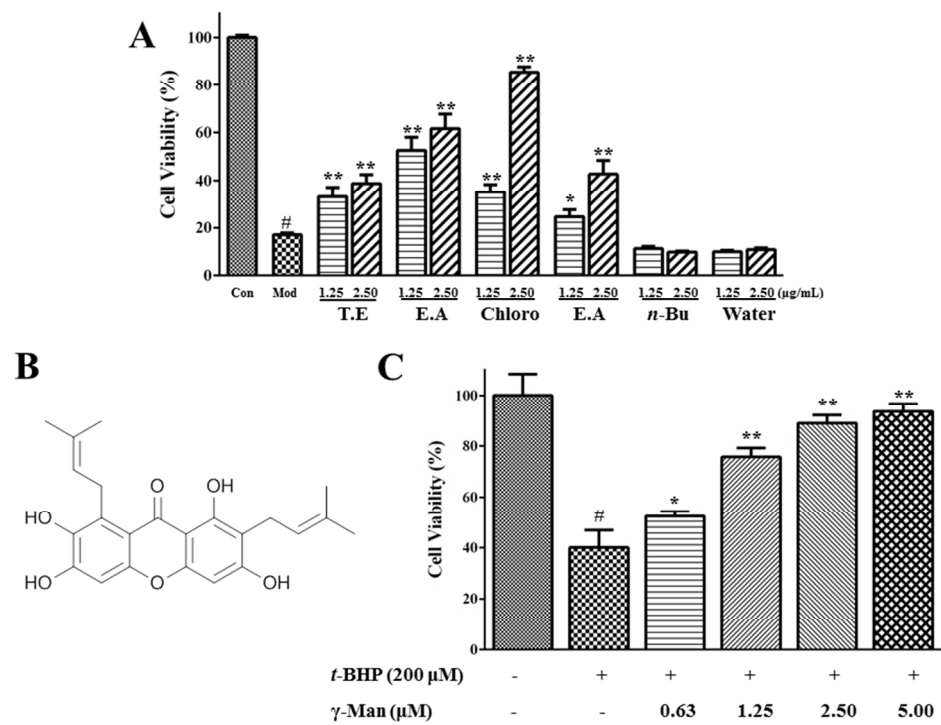 A
Cell Viability (%)
100
80
60
40
20
0
#
**
**
**
**
**
**
*
**
Con
Mod
1.25 2.50 1.25 2.50 1.25 2.50 1.25 2.50 1.25 2.50 1.25 2.50 (μg/mL)
T.E E.A Chloro E.A n-Bu Water
B
O OH
HO
HO
O
OH
C
Cell Viability (%)
100
80
60
40
20
0
#
*
**
**
**
t-BHP (200 μM) - + + + + +
γ-Man (μM) - - 0.63 1.25 2.50 5.00